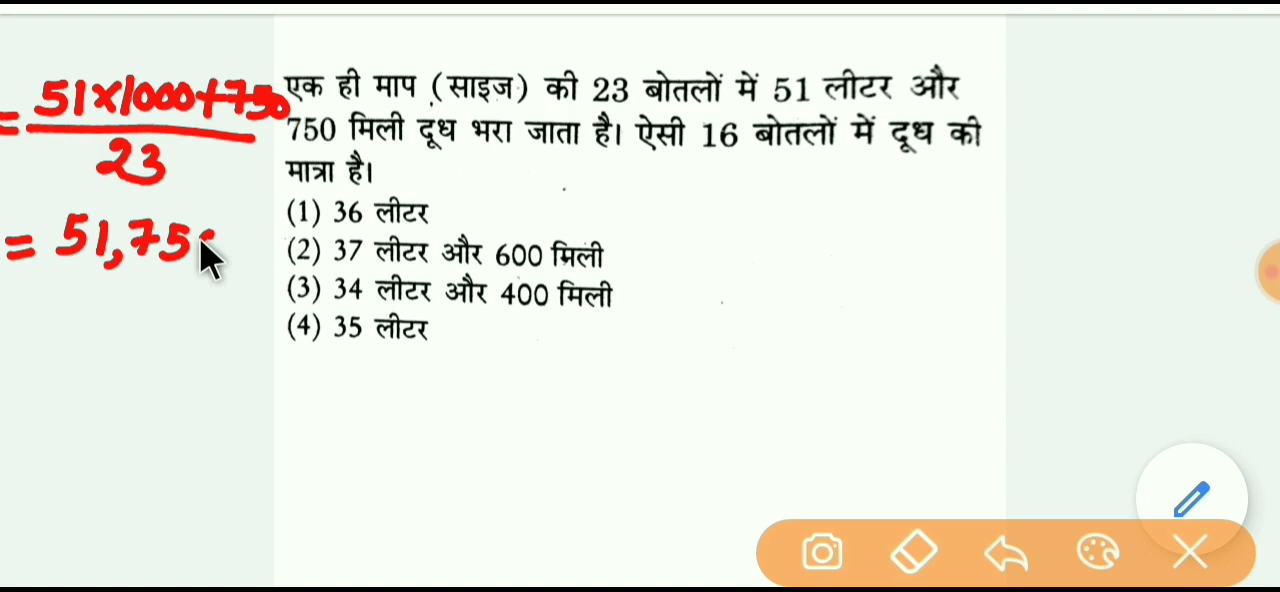 = 51×1000+750
23
= 51,75
एक ही माप (साइज) की 23 बोतलों में 51 लीटर और
750 मिली दूध भरा जाता है। ऐसी 16 बोतलों में दूध की
मात्रा है।
(1) 36 लीटर
(2) 37 लीटर और 600 मिली
(3) 34 लीटर और 400 मिली
(4) 35 लीटर